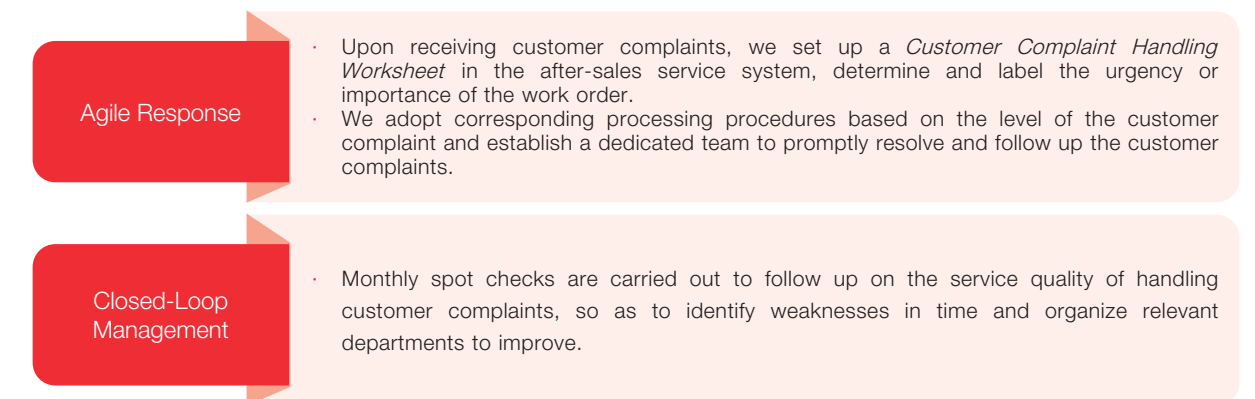 Agile Response
· Upon receiving customer complaints, we set up a Customer Complaint Handling
Worksheet in the after-sales service system, determine and label the urgency or
importance of the work order.
· We adopt corresponding processing procedures based on the level of the customer
complaint and establish a dedicated team to promptly resolve and follow up the customer
complaints.
Closed-Loop
Management
· Monthly spot checks are carried out to follow up on the service quality of handling
customer complaints, so as to identify weaknesses in time and organize relevant
departments to improve.